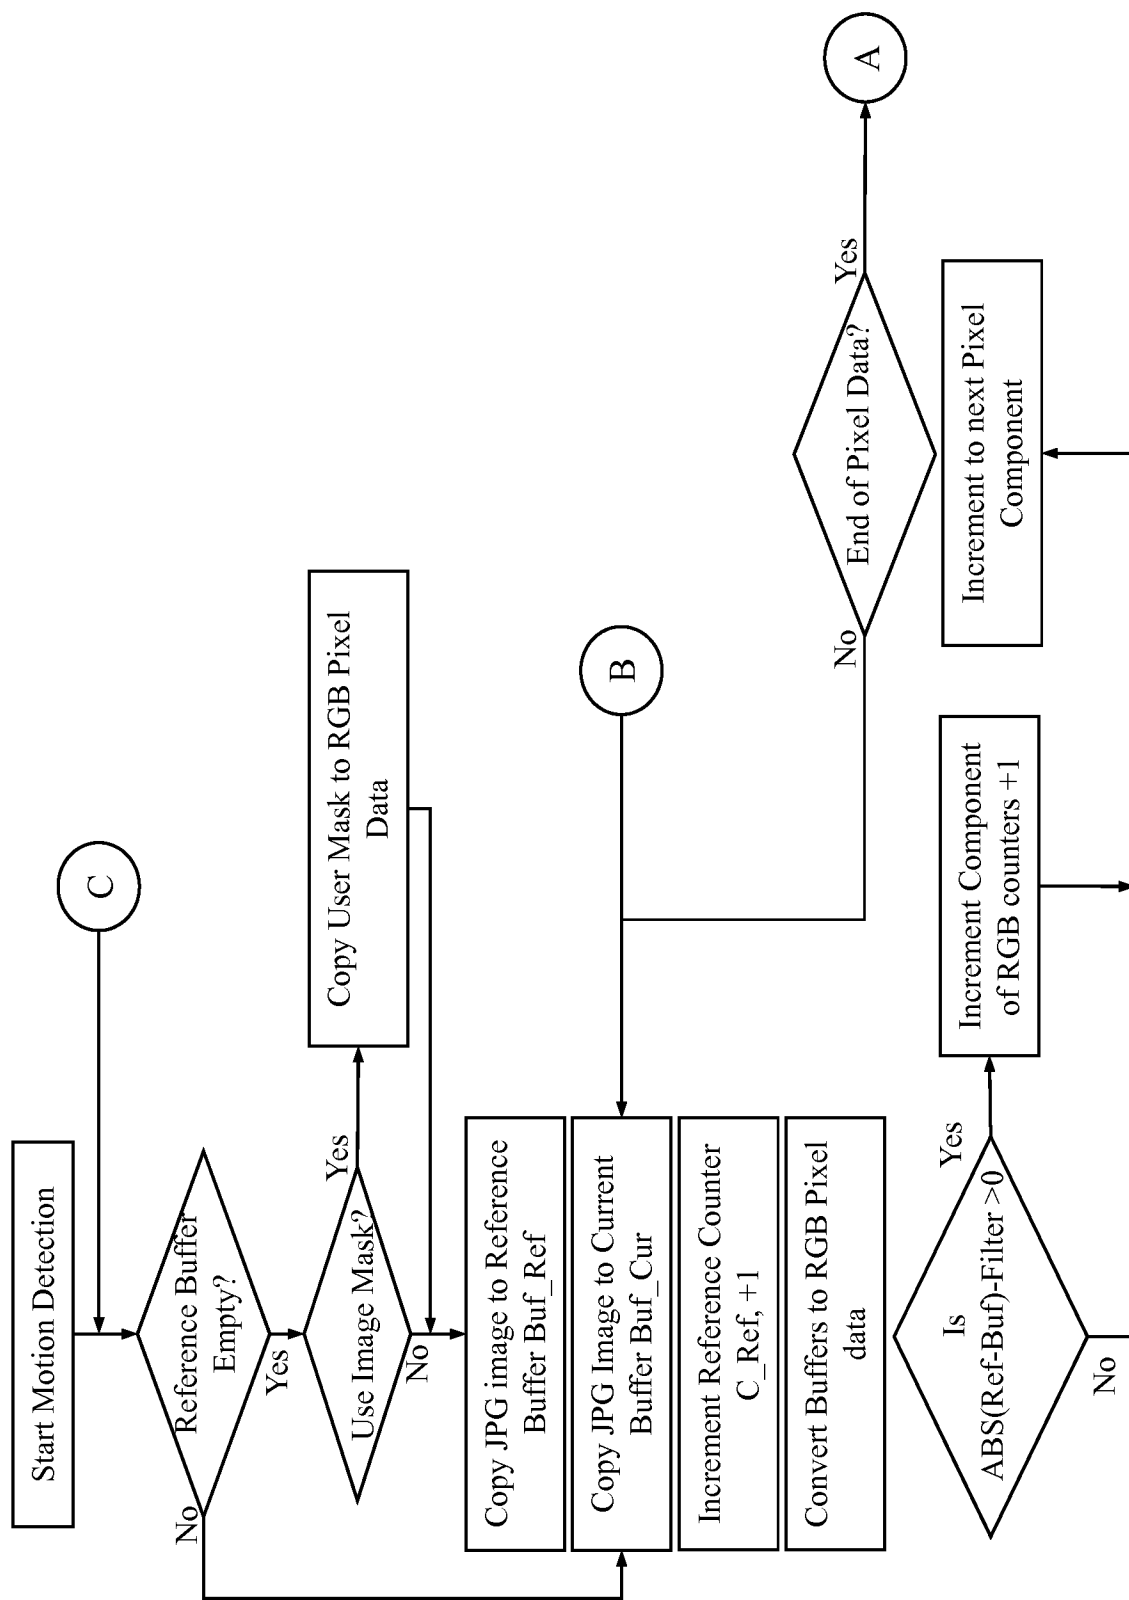 Start Motion Detection
C
Reference Buffer
Empty?
No
Yes
Use Image Mask?
Yes
No
Copy User Mask to RGB Pixel
Data
Copy JPG image to Reference
Buffer Buf_Ref
Copy JPG Image to Current
Buffer Buf_Cur
B
Increment Reference Counter
C_Ref, +1
Convert Buffers to RGB Pixel
data
Is
ABS(Ref-Buf)-Filter >0
Yes
No
Increment Component
of RGB counters +1
Increment to next Pixel
Component
End of Pixel Data?
No
Yes
A